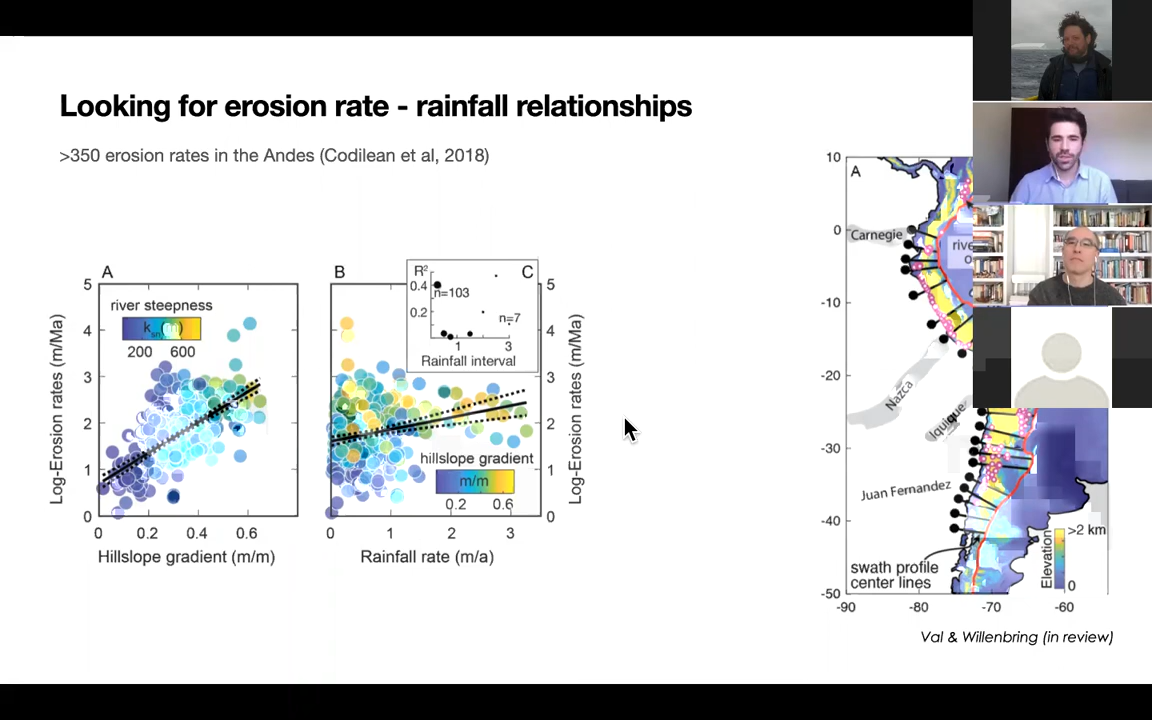 Looking for erosion rate - rainfall relationships
>350 erosion rates in the Andes (Codilean et al, 2018)
A
5
4
3
2
1
0
Log-Erosion rates (m/Ma)
river steepness
200 600
0 0.2 0.4 0.6
Hillslope gradient (m/m)
B
C
R²
0.4
0.2
n=103
n=7
1 3
Rainfall interval
hillslope gradient
m/m
0.2 0.6
0 1 2 3
Rainfall rate (m/a)
5
4
3
2
1
0
Log-Erosion rates (m/Ma)
A
10
0
-10
-20
-30
-40
-50
-90 -80 -70 -60
Carnegie
Nazca
Iquique
Juan Fernandez
swath profile
center lines
Elevation
>2 km
0
Val & Willenbring (in review)